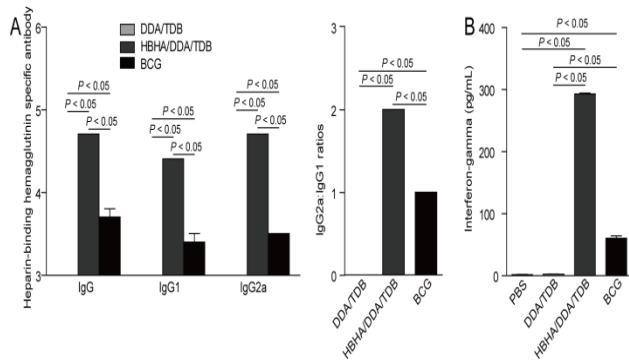 A
DDA/TDB
HBHA/DDA/TDB
BCG
Heparin-binding hemagglutinin specific antibody
6
5
4
3
P < 0.05
P < 0.05
P < 0.05
P < 0.05
P < 0.05
P < 0.05
P < 0.05
P < 0.05
P < 0.05
IgG
IgG1
IgG2a
IgG2a:IgG1 ratios
3
2
1
0
P < 0.05
P < 0.05
P < 0.05
DDA/TDB
HBHA/DDA/TDB
BCG
B
Interferon-gamma (pg/mL)
400
300
200
100
0
P < 0.05
P < 0.05
P < 0.05
P < 0.05
PBS
DDA/TDB
HBHA/DDA/TDB
BCG